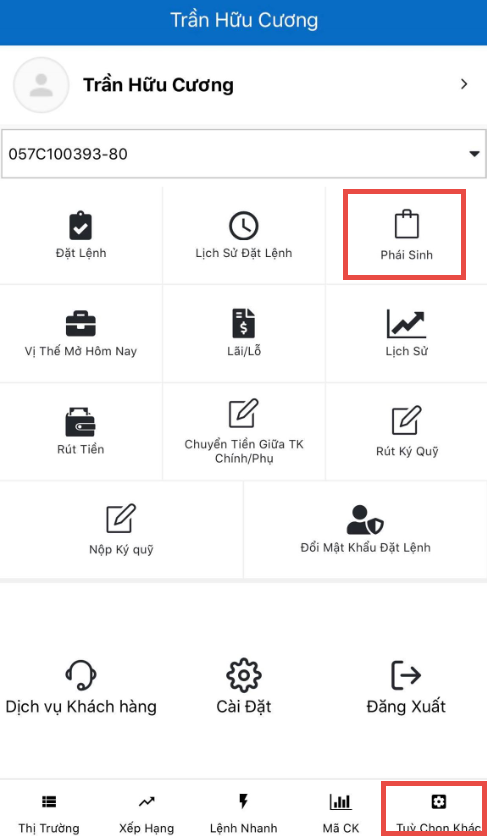 Trần Hữu Cương
Trần Hữu Cương
057C100393-80
Đặt Lệnh
Lịch Sử Đặt Lệnh
Phái Sinh
Vị Thế Mở Hôm Nay
Lãi/Lỗ
Lịch Sử
Rút Tiền
Chuyển Tiền Giữa TK
Chính/Phụ
Rút Ký Quỹ
Nộp Ký quỹ
Đổi Mật Khẩu Đặt Lệnh
Dịch vụ Khách hàng
Cài Đặt
Đăng Xuất
Thị Trường
Xếp Hạng
Lệnh Nhanh
Mã CK
Tuỳ Chọn Khác